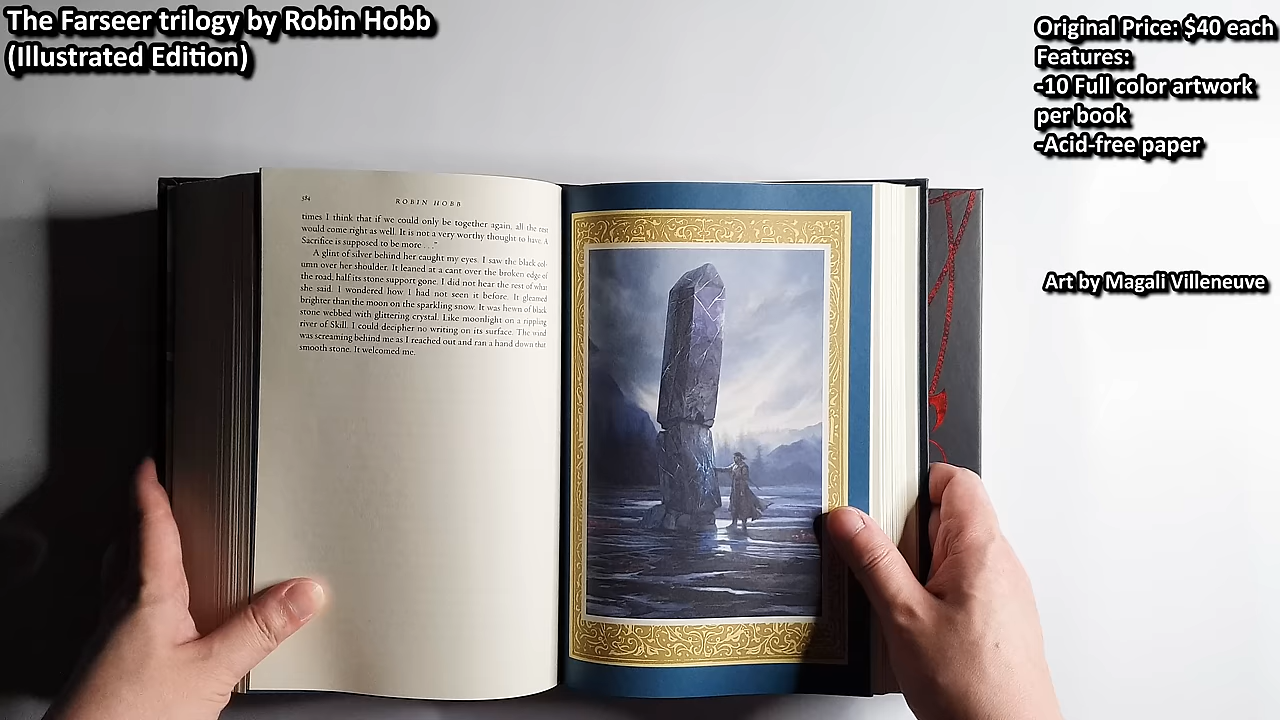 The Farseer trilogy by Robin Hobb
(Illustrated Edition)
Original Price: $40 each
Features:
-10 Full color artwork
per book
-Acid-free paper
Art by Magali Villeneuve
384 ROBIN HOBB
times I think that if we could only be together again, all the rest
would come right as well. It is not a very worthy thought to have. A
Sacrifice is supposed to be more . . ."
A glint of silver behind her caught my eyes. I saw the black col-
umn over her shoulder. It leaned at a cant over the broken edge of
the road, half its stone support gone. I did not hear the rest of what
she said. I wondered how I had not seen it before. It gleamed
brighter than the moon on the sparkling snow. It was hewn of black
stone webbed with glittering crystal. Like moonlight on a rippling
river of Skill. I could decipher no writing on its surface. The wind
was screaming behind me as I reached out and ran a hand down that
smooth stone. It welcomed me.